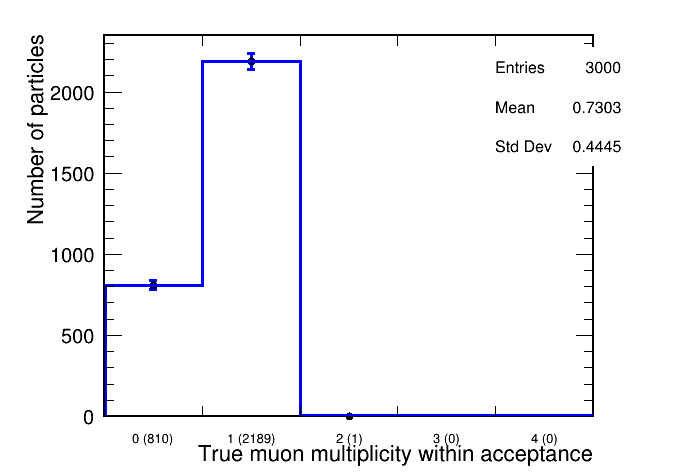 Number of particles
2000
1500
1000
500
0
Entries 3000
Mean 0.7303
Std Dev 0.4445
0 (810) 1 (2189) 2 (1) 3 (0) 4 (0)
True muon multiplicity within acceptance